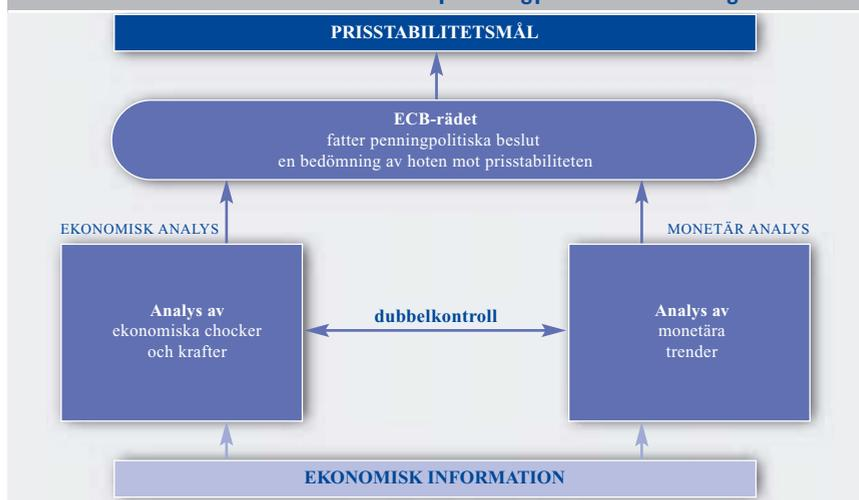 PRISSTABILITETSMÅL
ECB-rådet
fatter penningpolitiska beslut
en bedömning av hoten mot prisstabiliteten
EKONOMISK ANALYS
MONETÄR ANALYS
Analys av
ekonomiska chocker
och krafter
dubbelkontroll
Analys av
monetära
trender
EKONOMISK INFORMATION